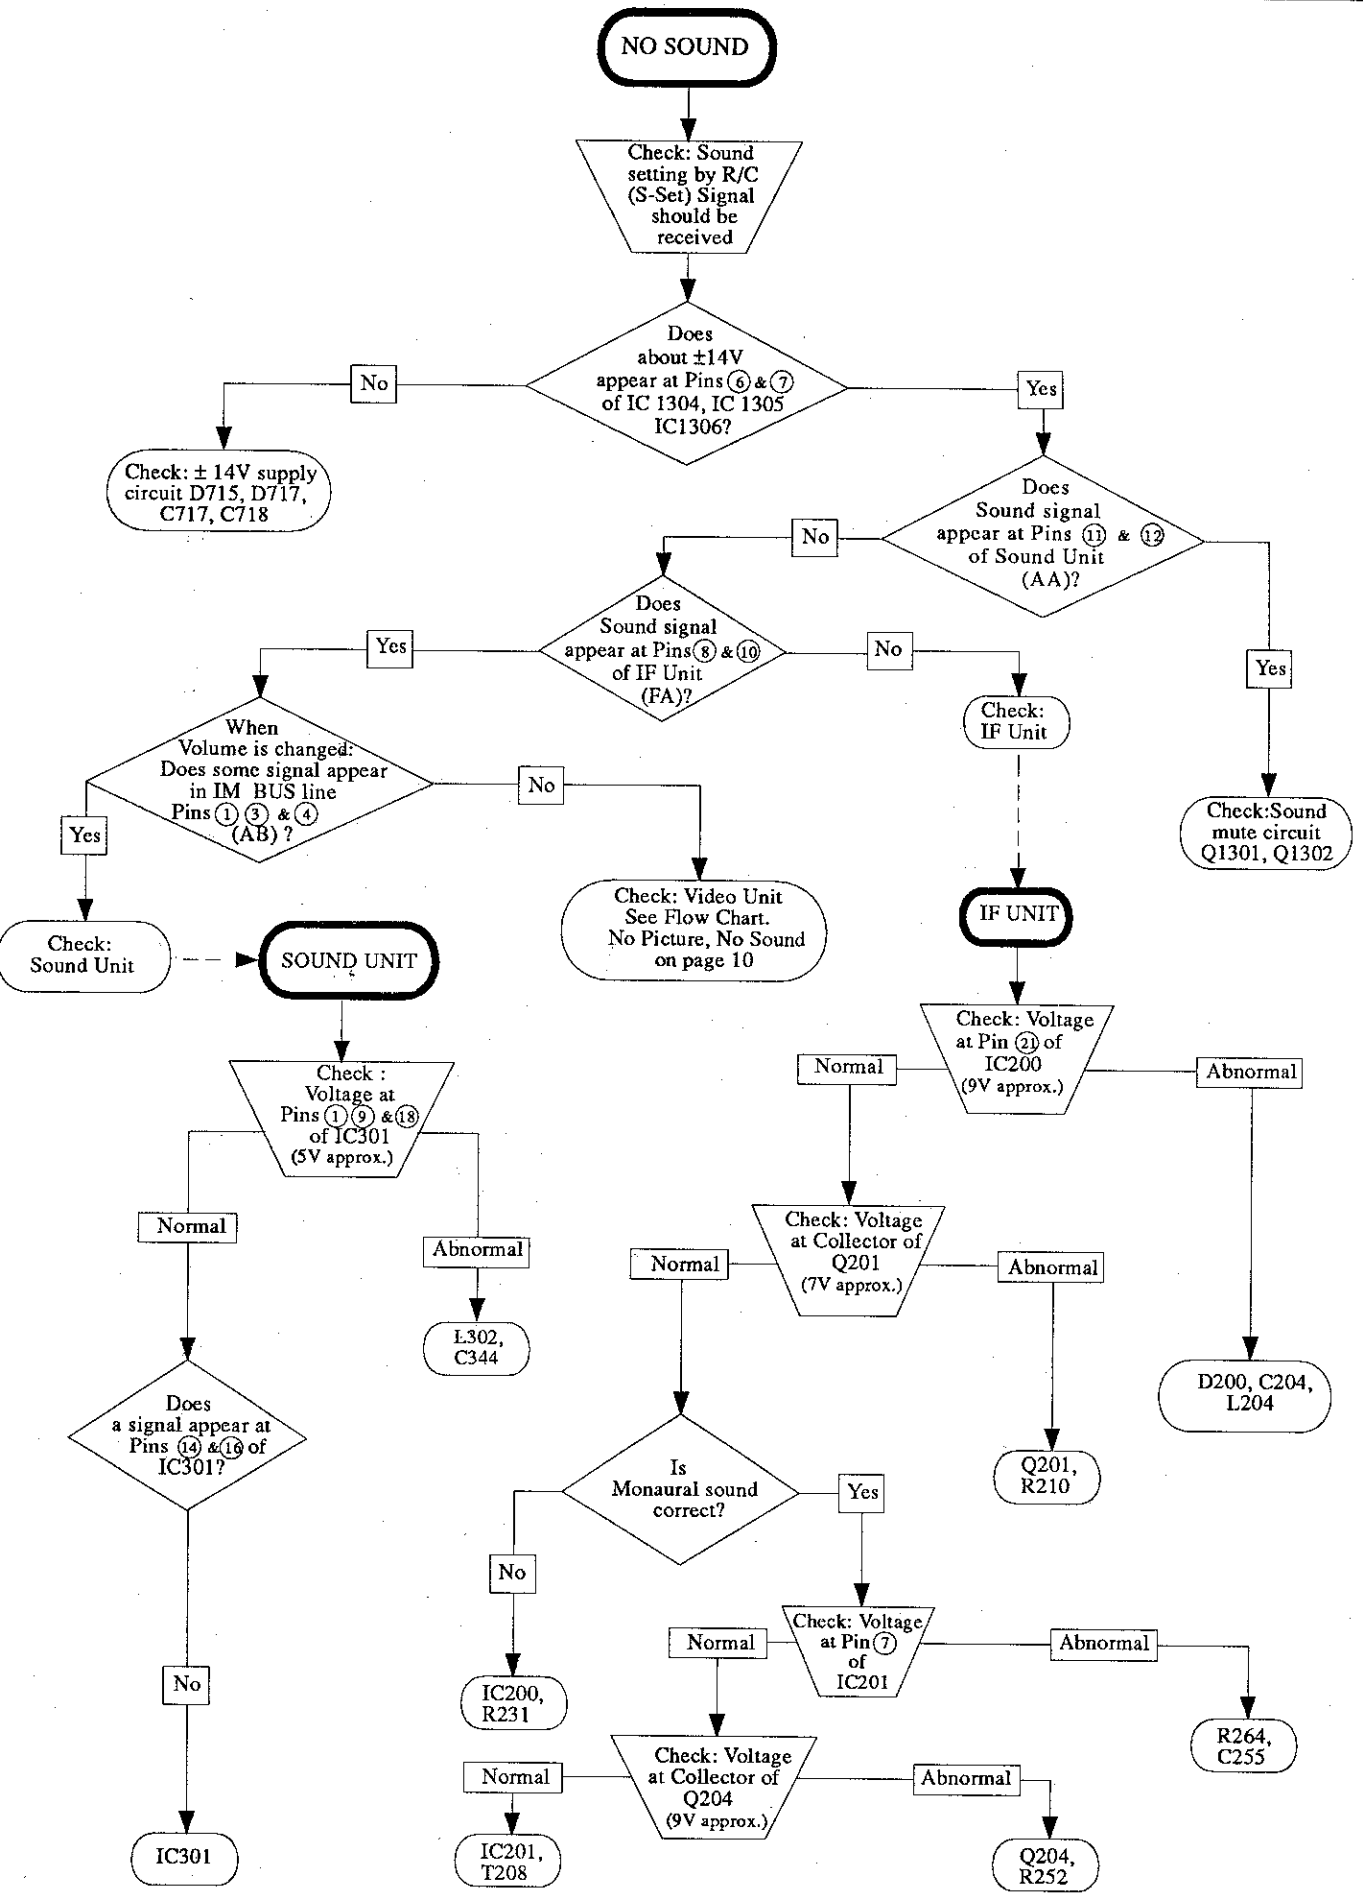 NO SOUND
Check: Sound
setting by R/C
(S-Set) Signal
should be
received
Does
about ±14V
appear at Pins ⑥ & ⑦
of IC 1304, IC 1305
IC1306?
No
Yes
Check: ± 14V supply
circuit D715, D717,
C717, C718
Does
Sound signal
appear at Pins ⑪ & ⑫
of Sound Unit
(AA)?
No
Yes
Does
Sound signal
appear at Pins ⑧ & ⑩
of IF Unit
(FA)?
Yes
No
Check:
IF Unit
Check:Sound
mute circuit
Q1301, Q1302
When
Volume is changed:
Does some signal appear
in IM BUS line
Pins ① ③ & ④
(AB) ?
Yes
No
Check: Video Unit
See Flow Chart.
No Picture, No Sound
on page 10
Check:
Sound Unit
SOUND UNIT
IF UNIT
Check :
Voltage at
Pins ① ⑨ & ⑱
of IC301
(5V approx.)
Normal
Abnormal
L302,
C344
Does
a signal appear at
Pins ⑭ & ⑯ of
IC301?
No
IC301
Check: Voltage
at Pin ㉑ of
IC200
(9V approx.)
Normal
Abnormal
D200, C204,
L204
Check: Voltage
at Collector of
Q201
(7V approx.)
Normal
Abnormal
Q201,
R210
Is
Monaural sound
correct?
No
Yes
IC200,
R231
Check: Voltage
at Pin ⑦
of
IC201
Normal
Abnormal
R264,
C255
Check: Voltage
at Collector of
Q204
(9V approx.)
Normal
Abnormal
IC201,
T208
Q204,
R252